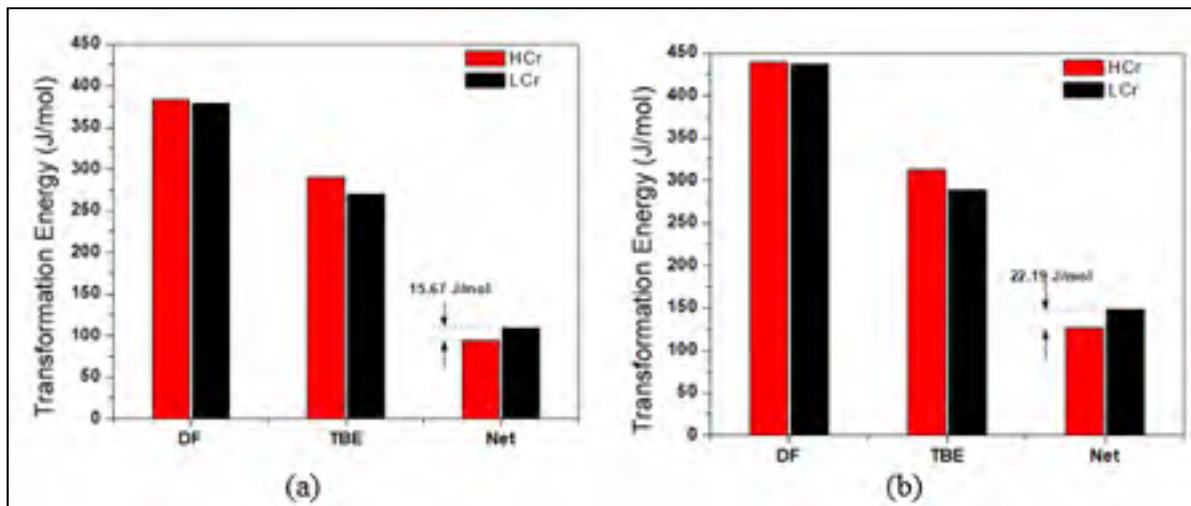 Transformation Energy (J/mol)
450
400
350
300
250
200
150
100
50
0
HCr
LCr
15.67 J/mol
DF TBE Net
(a)
Transformation Energy (J/mol)
450
400
350
300
250
200
150
100
50
0
HCr
LCr
22.19 J/mol
DF TBE Net
(b)